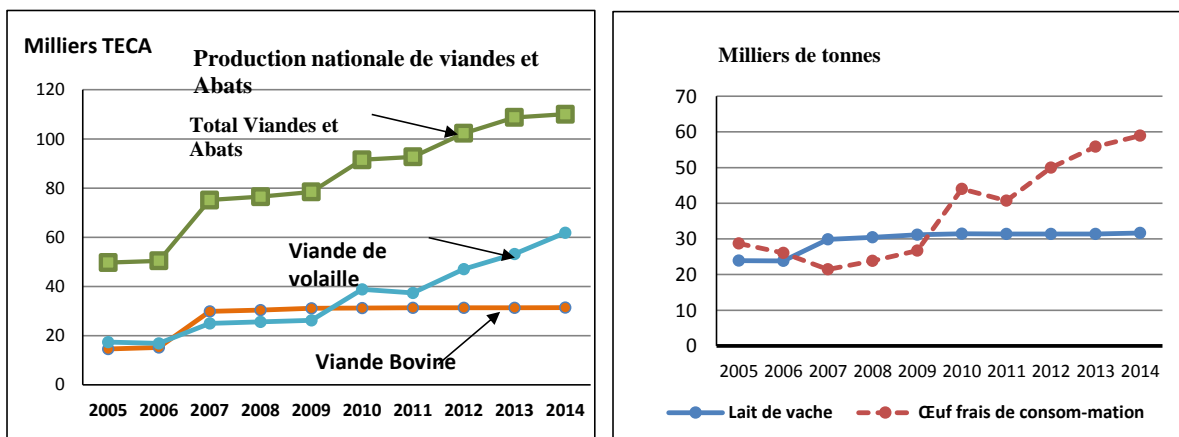 Milliers TECA
Production nationale de viandes et
Abats
Total Viandes et
Abats
120
100
80
60
40
20
0
Viande de
volaille
Viande Bovine
2005 2006 2007 2008 2009 2010 2011 2012 2013 2014
Milliers de tonnes
70
60
50
40
30
20
10
0
2005 2006 2007 2008 2009 2010 2011 2012 2013 2014
Lait de vache Œuf frais de consom-mation